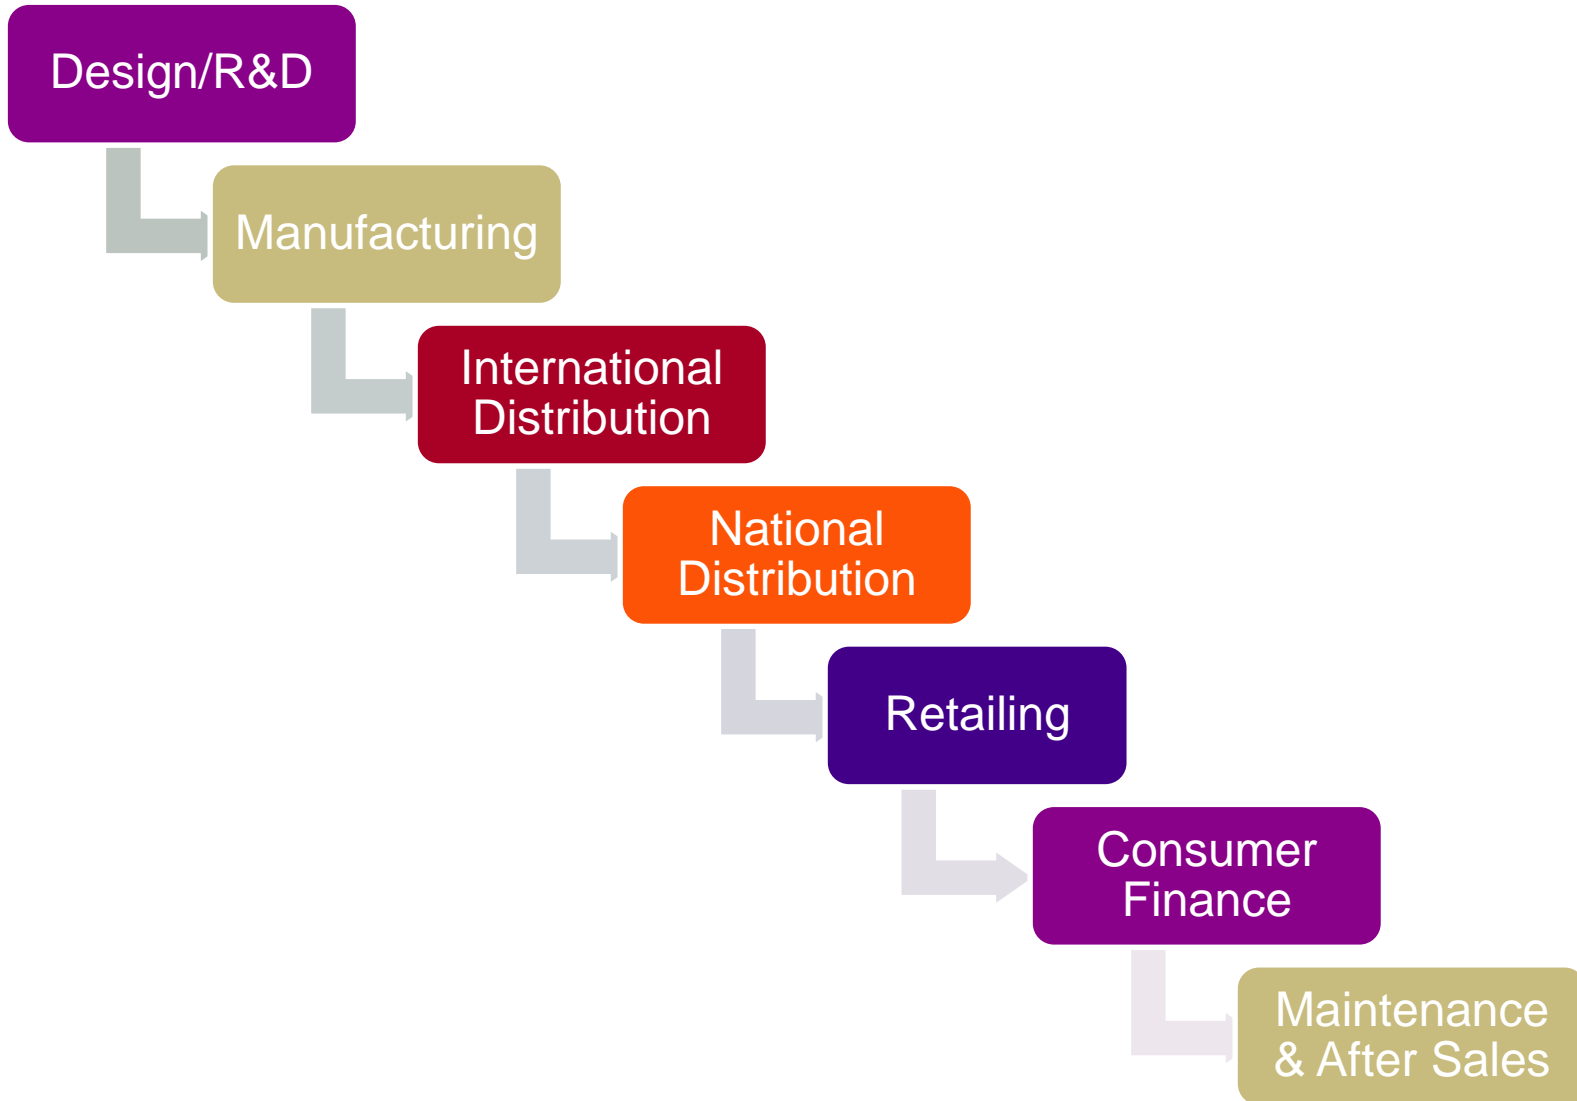 Design/R&D
Manufacturing
International
Distribution
National
Distribution
Retailing
Consumer
Finance
Maintenance
& After Sales